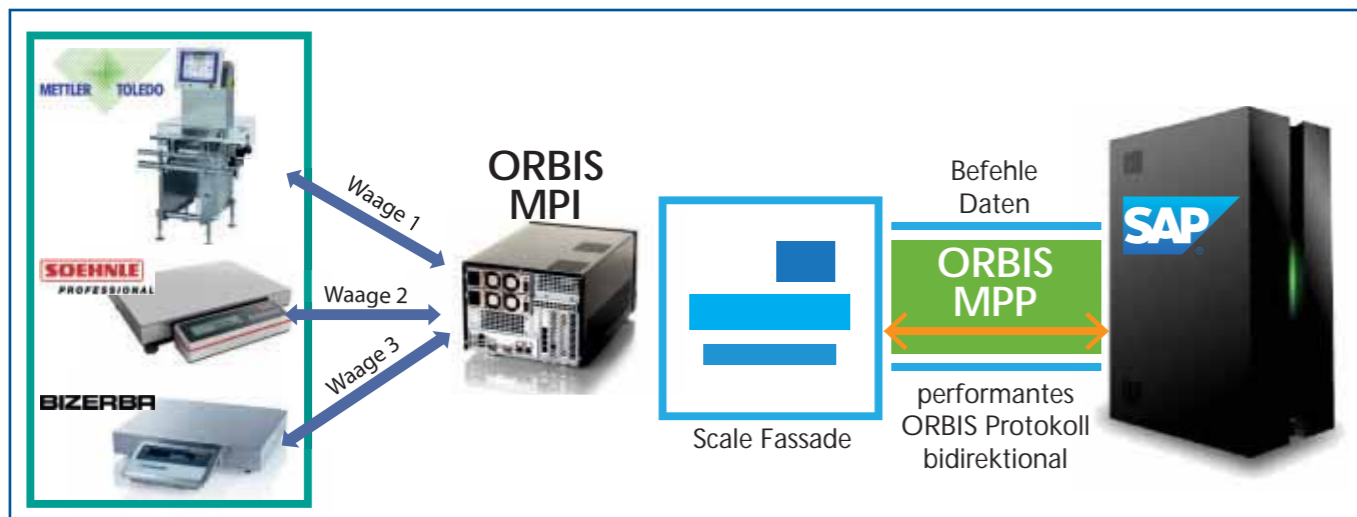 METTLER TOLEDO
SOEHNLE
PROFESSIONAL
BIZERBA
Waage 1
Waage 2
Waage 3
ORBIS
MPI
Scale Fassade
Befehle
Daten
ORBIS
MPP
performantes
ORBIS Protokoll
bidirektional
SAP